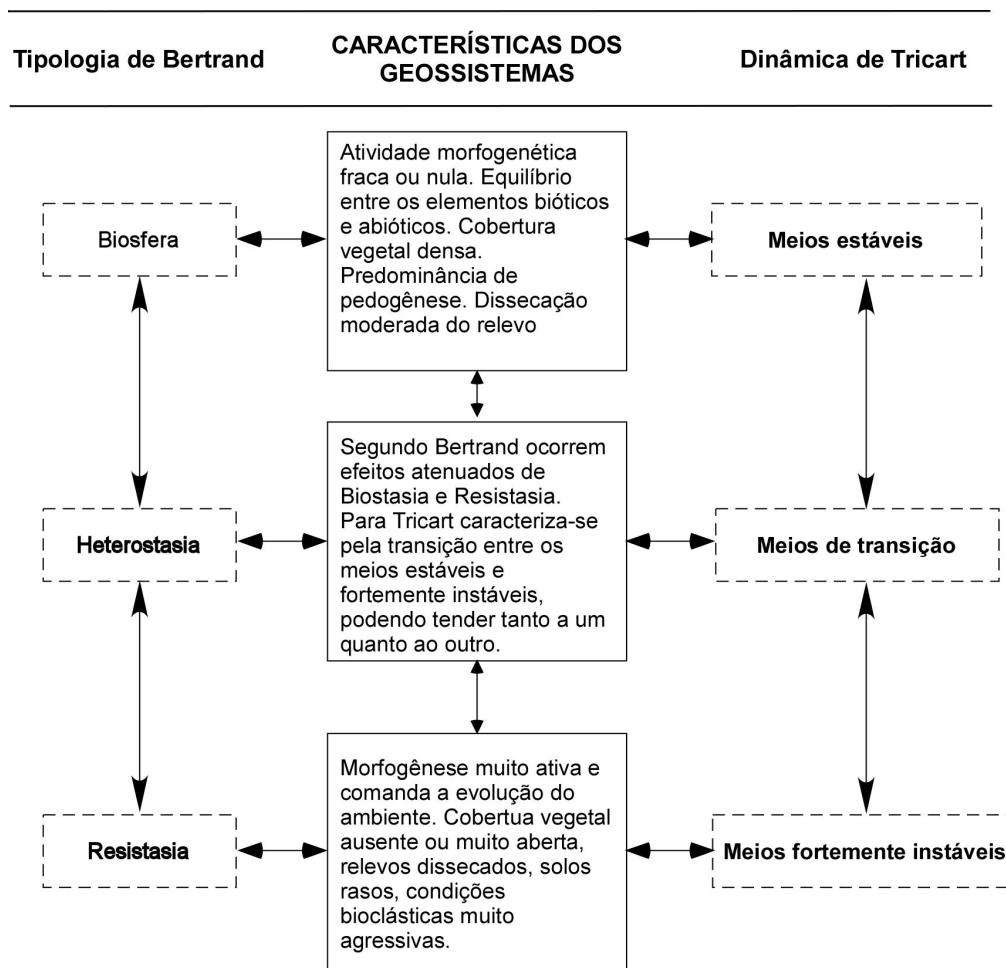 Tipologia de Bertrand
CARACTERÍSTICAS DOS
GEOSSISTEMAS
Dinâmica de Tricart
Biosfera
Atividade morfogenética
fraca ou nula. Equilíbrio
entre os elementos bióticos
e abióticos. Cobertura
vegetal densa.
Predominância de
pedogênese. Dissecação
moderada do relevo
Meios estáveis
Heterostasia
Segundo Bertrand ocorrem
efeitos atenuados de
Biostasia e Resistasia.
Para Tricart caracteriza-se
pela transição entre os
meios estáveis e
fortemente instáveis,
podendo tender tanto a um
quanto ao outro.
Meios de transição
Resistasia
Morfogênese muito ativa e
comanda a evolução do
ambiente. Cobertua vegetal
ausente ou muito aberta,
relevos dissecados, solos
rasos, condições
bioclásticas muito
agressivas.
Meios fortemente instáveis